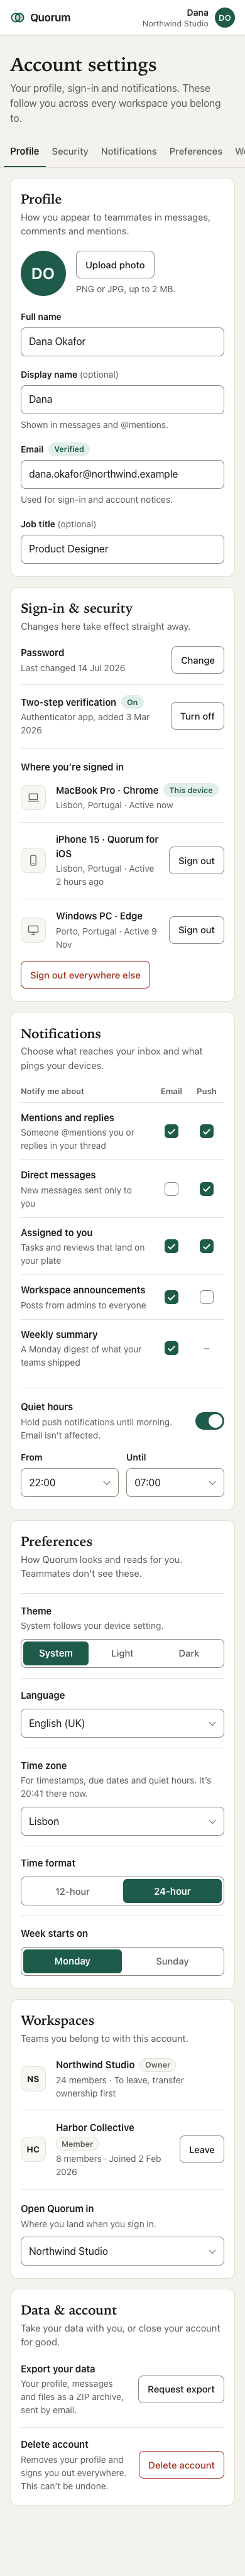 Quorum
Dana
Northwind Studio
DO
Account settings
Your profile, sign-in and notifications. These
follow you across every workspace you belong
to.
Profile
Security
Notifications
Preferences
Profile
How you appear to teammates in messages,
comments and mentions.
DO
Upload photo
PNG or JPG, up to 2 MB.
Full name
Dana Okafor
Display name (optional)
Dana
Shown in messages and @mentions.
Email Verified
dana.okafor@northwind.example
Used for sign-in and account notices.
Job title (optional)
Product Designer
Sign-in & security
Changes here take effect straight away.
Password
Last changed 14 Jul 2026
Change
Two-step verification On
Authenticator app, added 3 Mar
2026
Turn off
Where you're signed in
MacBook Pro · Chrome This device
Lisbon, Portugal · Active now
iPhone 15 · Quorum for
iOS
Lisbon, Portugal · Active
2 hours ago
Sign out
Windows PC · Edge
Porto, Portugal · Active 9
Nov
Sign out
Sign out everywhere else
Notifications
Choose what reaches your inbox and what
pings your devices.
Notify me about
Email
Push
Mentions and replies
Someone @mentions you or
replies in your thread
Direct messages
New messages sent only to
you
Assigned to you
Tasks and reviews that land on
your plate
Workspace announcements
Posts from admins to everyone
Weekly summary
A Monday digest of what your
teams shipped
–
Quiet hours
Hold push notifications until morning.
Email isn't affected.
From
Until
22:00
07:00
Preferences
How Quorum looks and reads for you.
Teammates don't see these.
Theme
System follows your device setting.
System
Light
Dark
Language
English (UK)
Time zone
For timestamps, due dates and quiet hours. It's
20:41 there now.
Lisbon
Time format
12-hour
24-hour
Week starts on
Monday
Sunday
Workspaces
Teams you belong to with this account.
NS
Northwind Studio Owner
24 members · To leave, transfer
ownership first
HC
Harbor Collective
Member
8 members · Joined 2 Feb
2026
Leave
Open Quorum in
Where you land when you sign in.
Northwind Studio
Data & account
Take your data with you, or close your account
for good.
Export your data
Your profile, messages
and files as a ZIP archive,
sent by email.
Request export
Delete account
Removes your profile and
signs you out everywhere.
This can't be undone.
Delete account